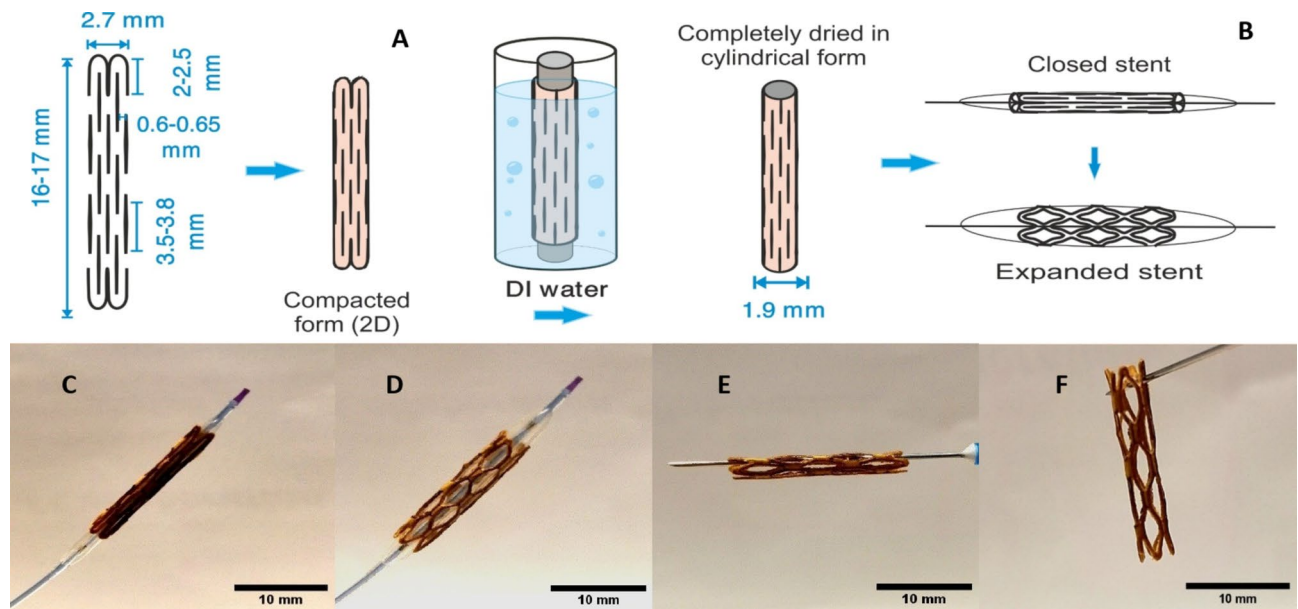 2.7 mm
A
16-17 mm
2-2.5
mm
0.6-0.65
mm
3.5-3.8
mm
Compacted
form (2D)
DI water
Completely dried in
cylindrical form
1.9 mm
B
Closed stent
Expanded stent
C
10 mm
D
10 mm
E
10 mm
F
10 mm